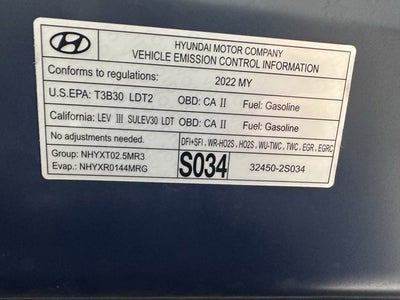 HYUNDAI MOTOR COMPANY
VEHICLE EMISSION CONTROL INFORMATION
Conforms to regulations: 2022 MY
U.S.EPA: T3B30 LDT2 OBD: CA II Fuel: Gasoline
California: LEV III SULEV30 LDT OBD: CA II Fuel: Gasoline
No adjustments needed. DFI+SFI , WR-HO2S , HO2S , WU-TWC , TWC , EGR , EGRC
Group: NHYXT02.5MR3
Evap.: NHYXR0144MRG
S034
32450-2S034